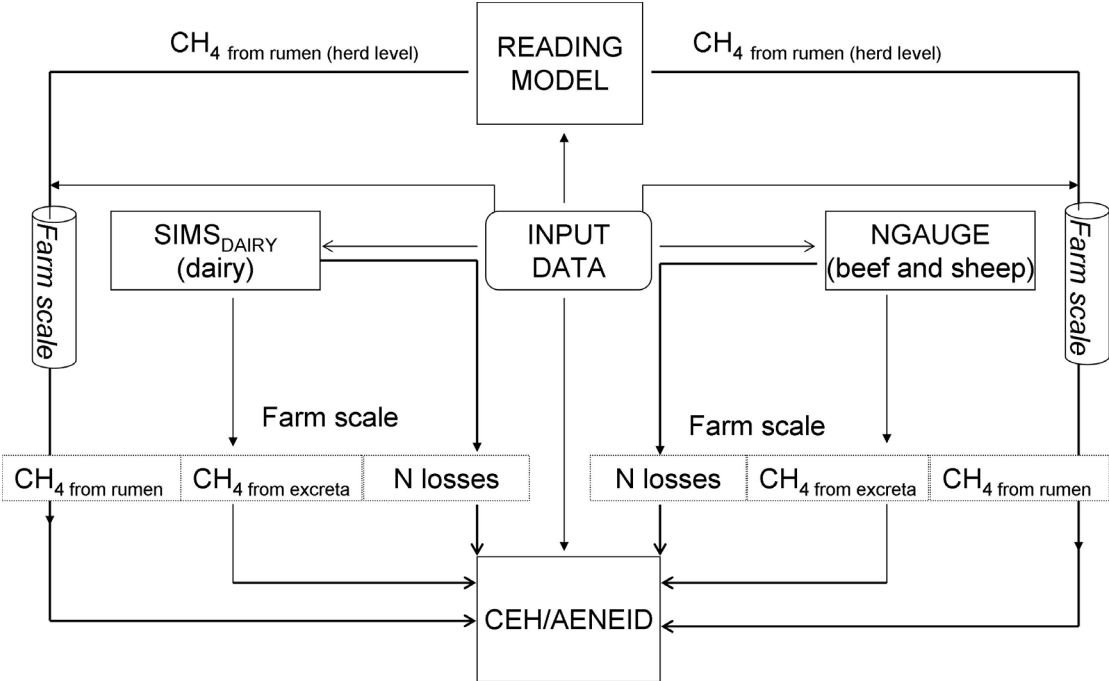 CH4 from rumen (herd level)
READING
MODEL
CH4 from rumen (herd level)
Farm scale
SIMSDAIRY
(dairy)
INPUT
DATA
NGAUGE
(beef and sheep)
Farm scale
Farm scale
Farm scale
CH4 from rumen
CH4 from excreta
N losses
N losses
CH4 from excreta
CH4 from rumen
CEH/AENEID